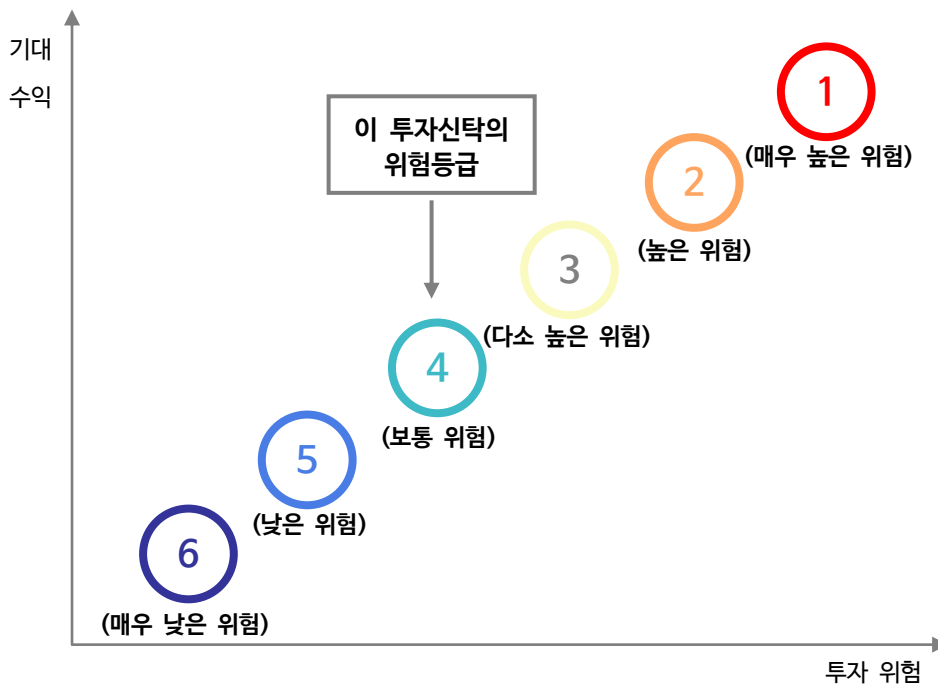 기대
수익
이 투자신탁의
위험등급
1
(매우 높은 위험)
2
(높은 위험)
3
(다소 높은 위험)
4
(보통 위험)
5
(낮은 위험)
6
(매우 낮은 위험)
투자 위험